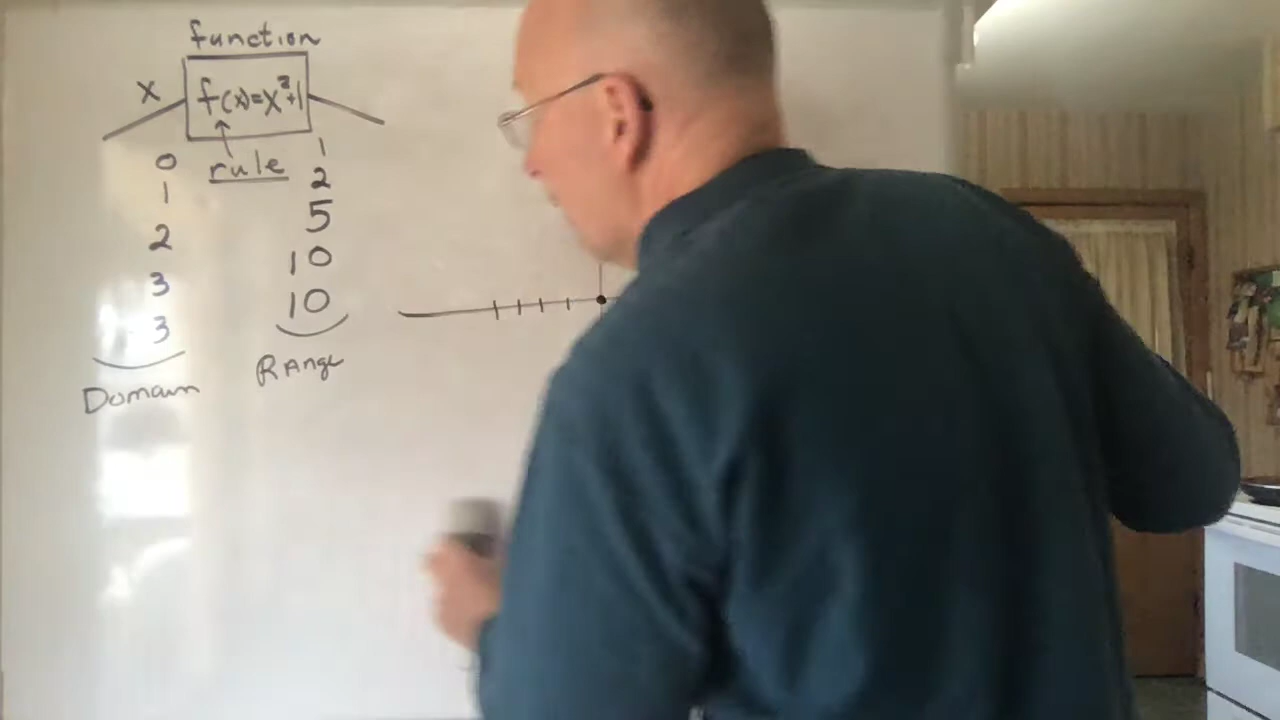 function
x
f(x)=x²+1
rule
0
1
2
3
-3
1
2
5
10
10
Domain
Range